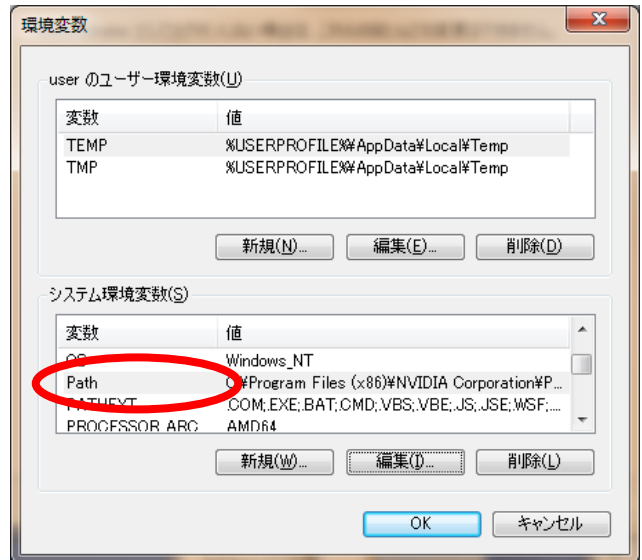 環境変数
user のユーザー環境変数(U)
変数 値
TEMP %USERPROFILE%¥AppData¥Local¥Temp
TMP %USERPROFILE%¥AppData¥Local¥Temp
新規(N)... 編集(E)... 削除(D)
システム環境変数(S)
変数 値
OS Windows_NT
Path C:¥Program Files (x86)¥NVIDIA Corporation¥P...
PATHEXT .COM;.EXE;.BAT;.CMD;.VBS;.VBE;.JS;.JSE;.WSF;....
PROCESSOR_ARC... AMD64
新規(W)... 編集(I)... 削除(L)
OK キャンセル